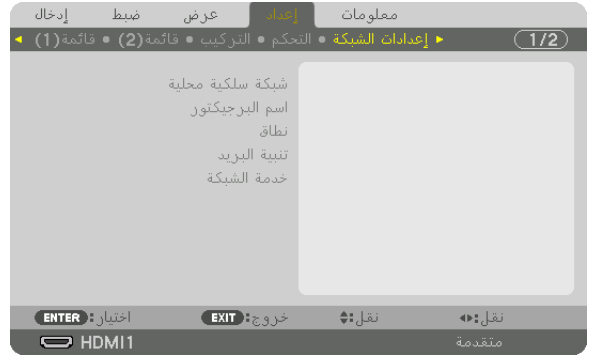 إدخال ضبط عرض إعداد معلومات
◄ قائمة(1) ● قائمة(2) ● التركيب ● التحكم ● إعدادات الشبكة ► 1/2
شبكة سلكية محلية
اسم البرجيكتور
نطاق
تنبية البريد
خدمة الشبكة
ENTER: اختيار EXIT: خروج نقل: نقل:
HDMI1 متقدمة